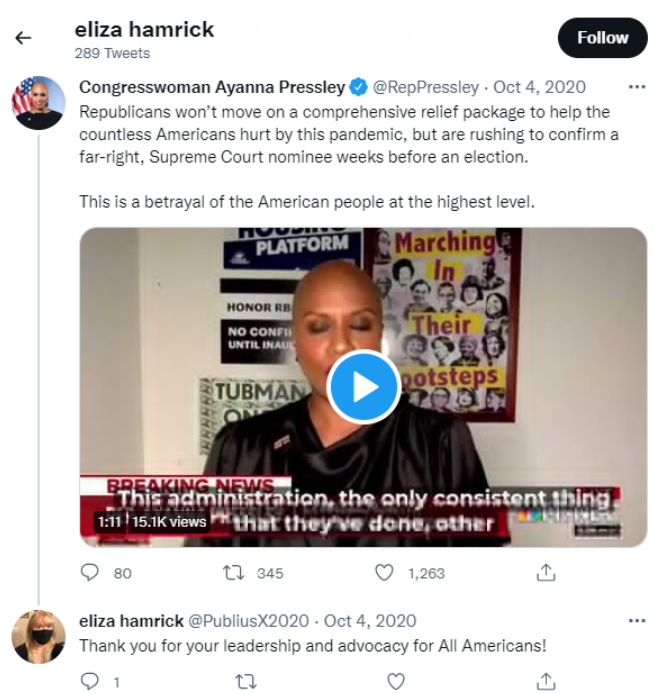 eliza hamrick
289 Tweets
Follow
Congresswoman Ayanna Pressley @RepPressley · Oct 4, 2020
Republicans won't move on a comprehensive relief package to help the
countless Americans hurt by this pandemic, but are rushing to confirm a
far-right, Supreme Court nominee weeks before an election.
This is a betrayal of the American people at the highest level.
HOUSING
PLATFORM
Marching
In
Their
ootsteps
HONOR RB
NO CONFI
UNTIL INAU
TUBMAN
ON
BREAKING NEWS
This administration, the only consistent thing
that they've done, other
1:11 15.1K views
80 345 1,263
eliza hamrick @PubliusX2020 · Oct 4, 2020
Thank you for your leadership and advocacy for All Americans!
1